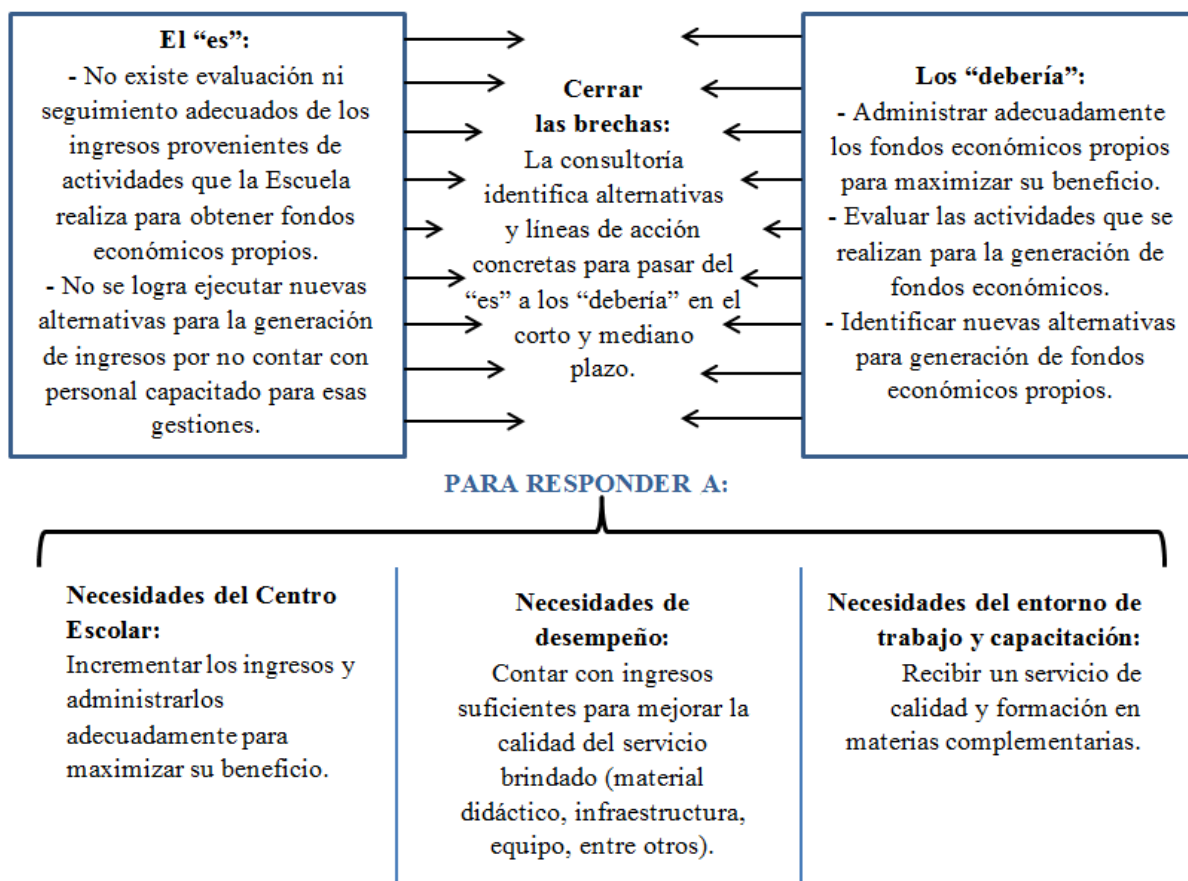 El “es”:
- No existe evaluación ni
seguimiento adecuados de los
ingresos provenientes de
actividades que la Escuela
realiza para obtener fondos
económicos propios.
- No se logra ejecutar nuevas
alternativas para la generación
de ingresos por no contar con
personal capacitado para esas
gestiones.
Cerrar
las brechas:
La consultoría
identifica alternativas
y líneas de acción
concretas para pasar del
“es” a los “debería” en el
corto y mediano
plazo.
Los “debería”:
- Administrar adecuadamente
los fondos económicos propios
para maximizar su beneficio.
- Evaluar las actividades que se
realizan para la generación de
fondos económicos.
- Identificar nuevas alternativas
para generación de fondos
económicos propios.
PARA RESPONDER A:
Necesidades del Centro
Escolar:
Incrementar los ingresos y
administrarlos
adecuadamente para
maximizar su beneficio.
Necesidades de
desempeño:
Contar con ingresos
suficientes para mejorar la
calidad del servicio
brindado (material
didáctico, infraestructura,
equipo, entre otros).
Necesidades del entorno de
trabajo y capacitación:
Recibir un servicio de
calidad y formación en
materias complementarias.